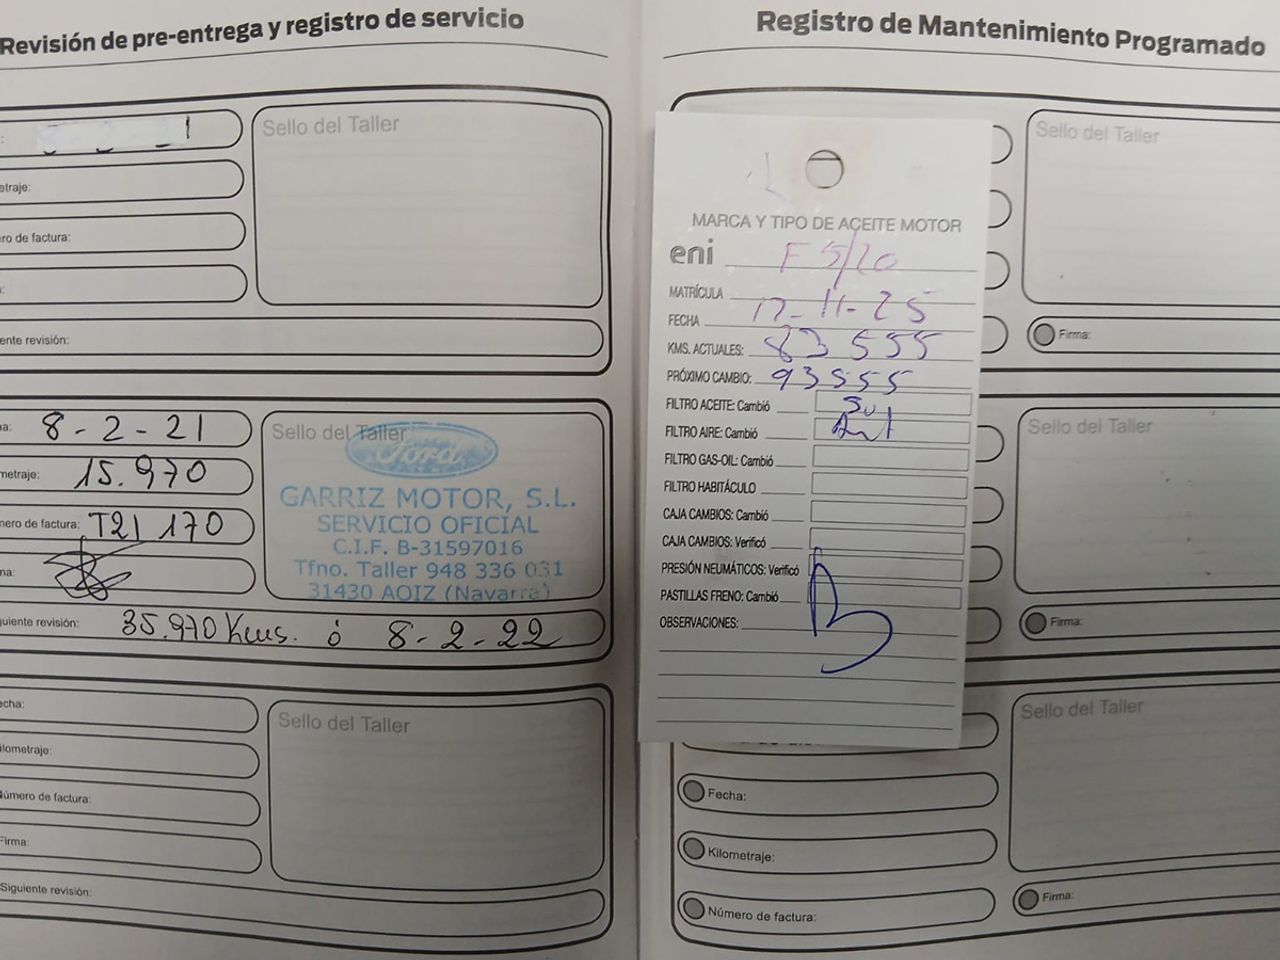 Revisión de pre-entrega y registro de servicio
Sello del Taller
etraje:
ro de factura:
ente revisión:
8-2-21
Sello del Taller
Ford
netraje: 15.970
GARRIZ MOTOR, S.L.
SERVICIO OFICIAL
nero de factura: T21 170
C.I.F. B-31597016
Tfno. Taller 948 336 031
31430 AOIZ (Navarra)
guiente revisión: 35.970 Kms. ó 8-2-22
echa:
Sello del Taller
ilometraje:
Número de factura:
Firma:
Siguiente revisión:
Registro de Mantenimiento Programado
Sello del Taller
Firma:
MARCA Y TIPO DE ACEITE MOTOR
eni F 5/20
MATRÍCULA
FECHA 17-11-25
KMS. ACTUALES: 83555
PRÓXIMO CAMBIO: 93555
FILTRO ACEITE: Cambió
FILTRO AIRE: Cambió
FILTRO GAS-OIL: Cambió
FILTRO HABITÁCULO
CAJA CAMBIOS: Cambió
CAJA CAMBIOS: Verificó
PRESIÓN NEUMÁTICOS: Verificó
PASTILLAS FRENO: Cambió
OBSERVACIONES:
Sello del Taller
Firma:
Sello del Taller
Fecha:
Kilometraje:
Número de factura:
Firma: